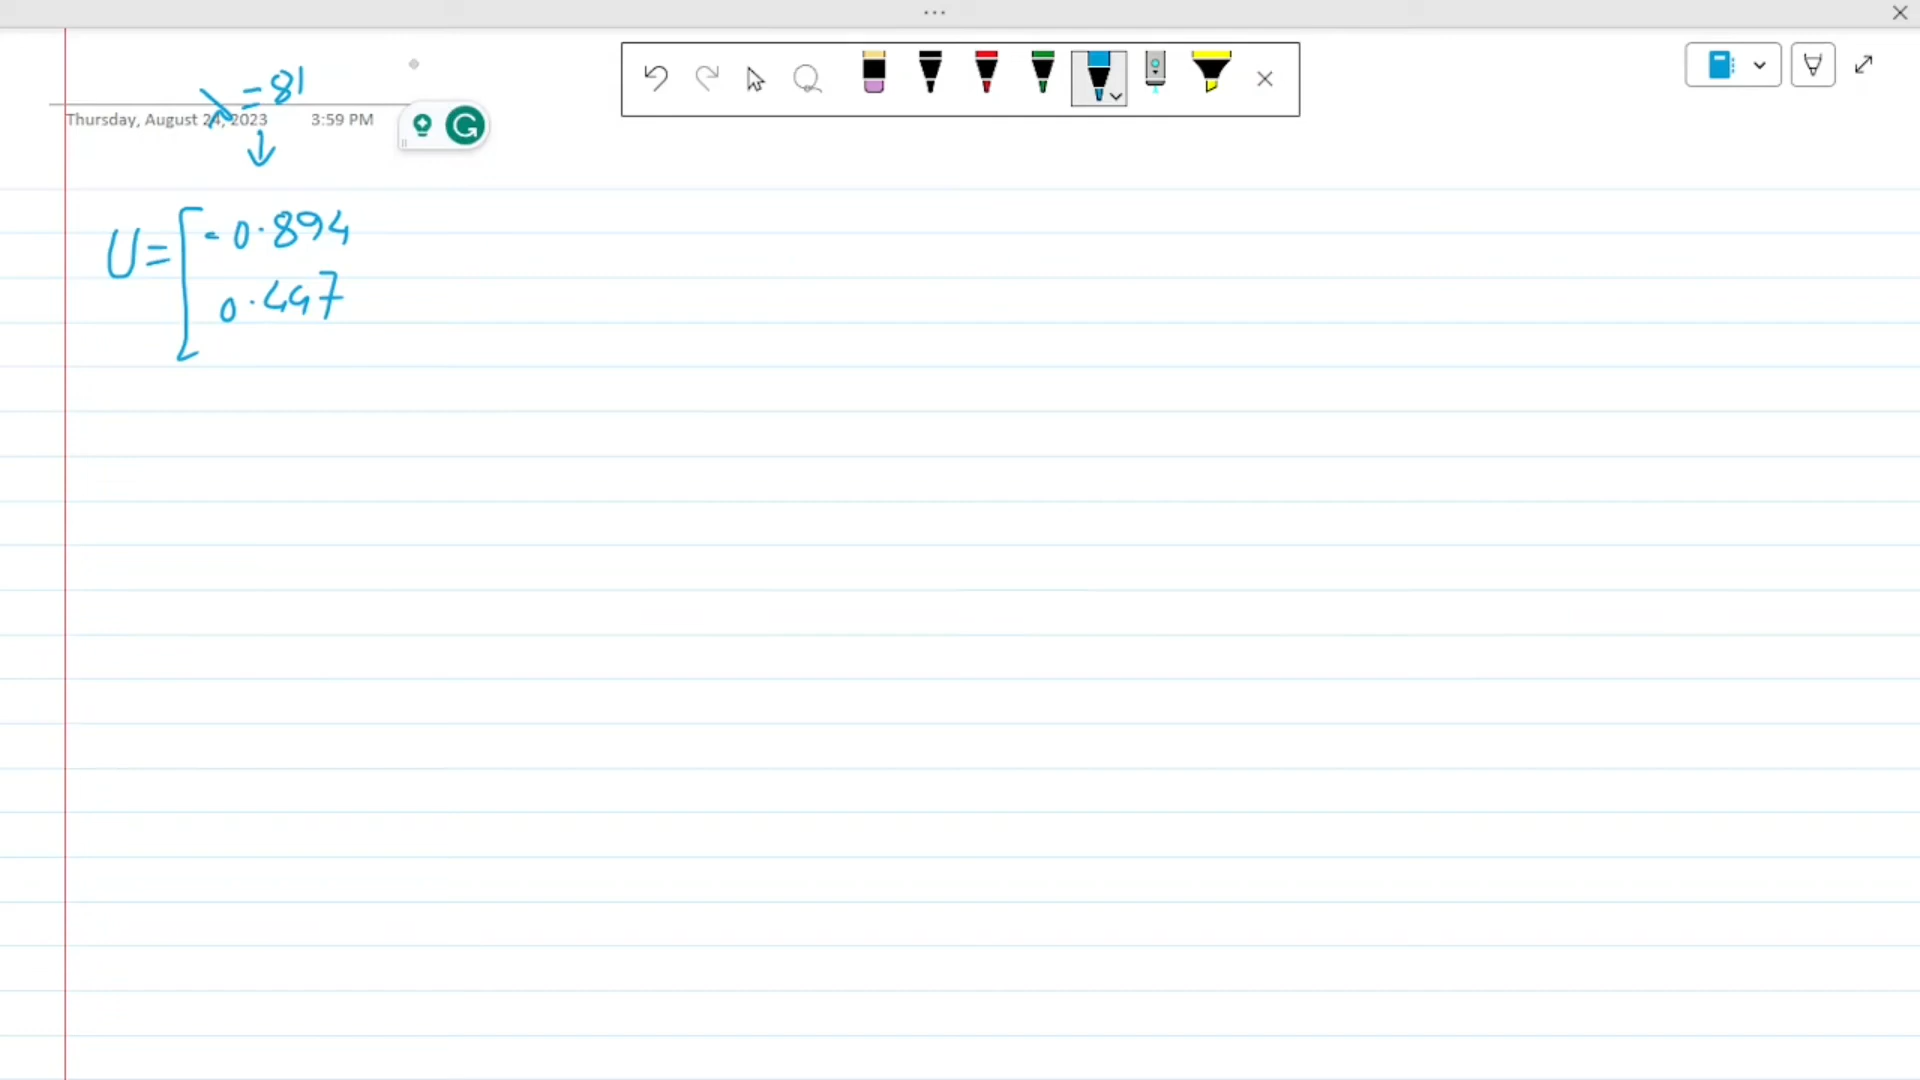 λ = 81
Thursday, August 24, 2023 3:59 PM
↓
U = [ -0.894
0.447